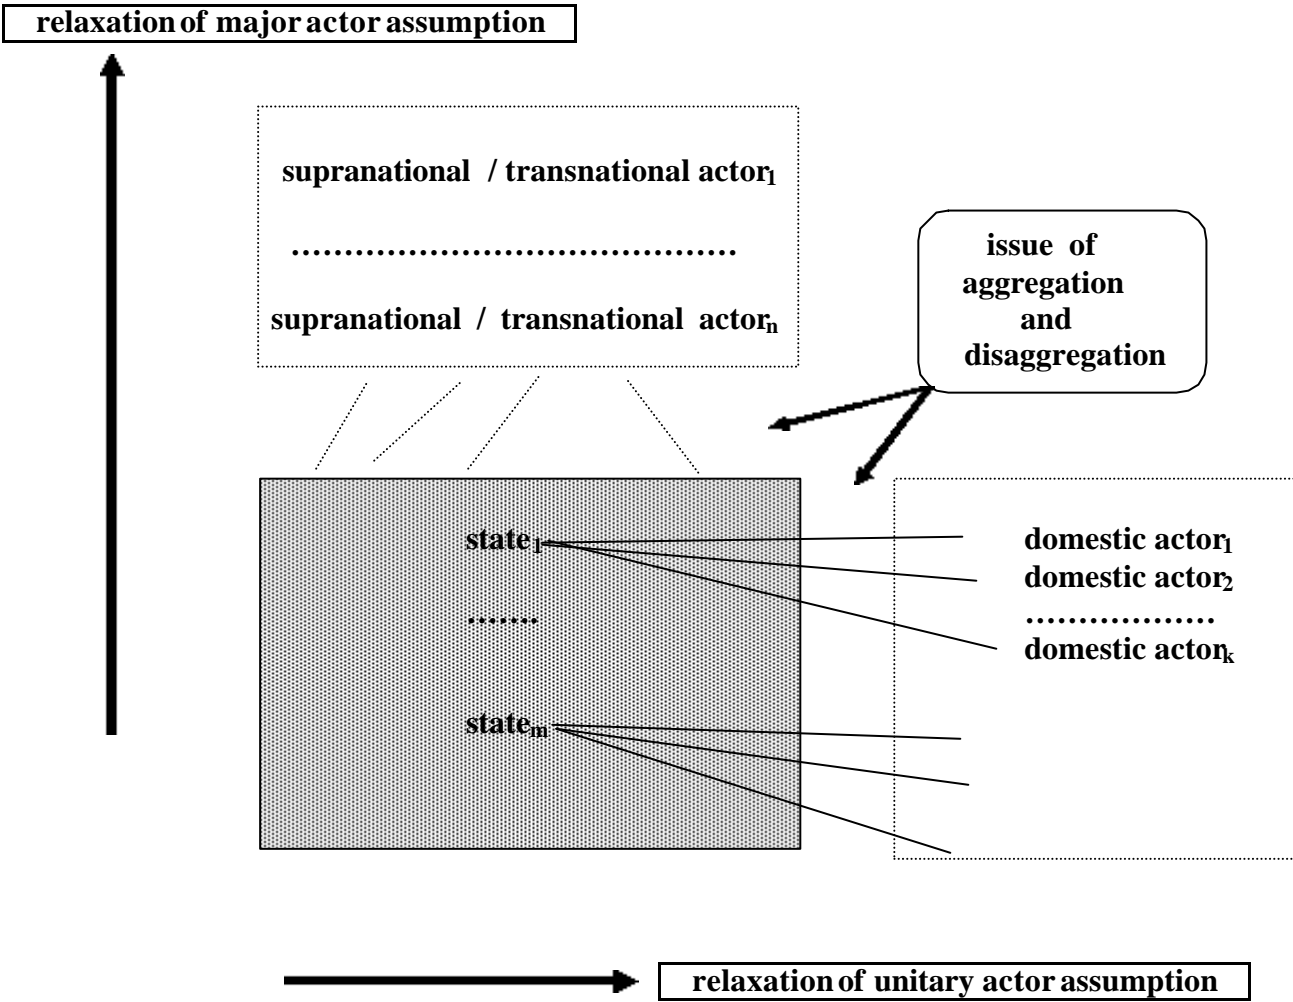 relaxation of major actor assumption
supranational / transnational actor₁
..........................................
supranational / transnational actorₙ
issue of
aggregation
and
disaggregation
state₁
.......
stateₘ
domestic actor₁
domestic actor₂
..................
domestic actorₖ
relaxation of unitary actor assumption